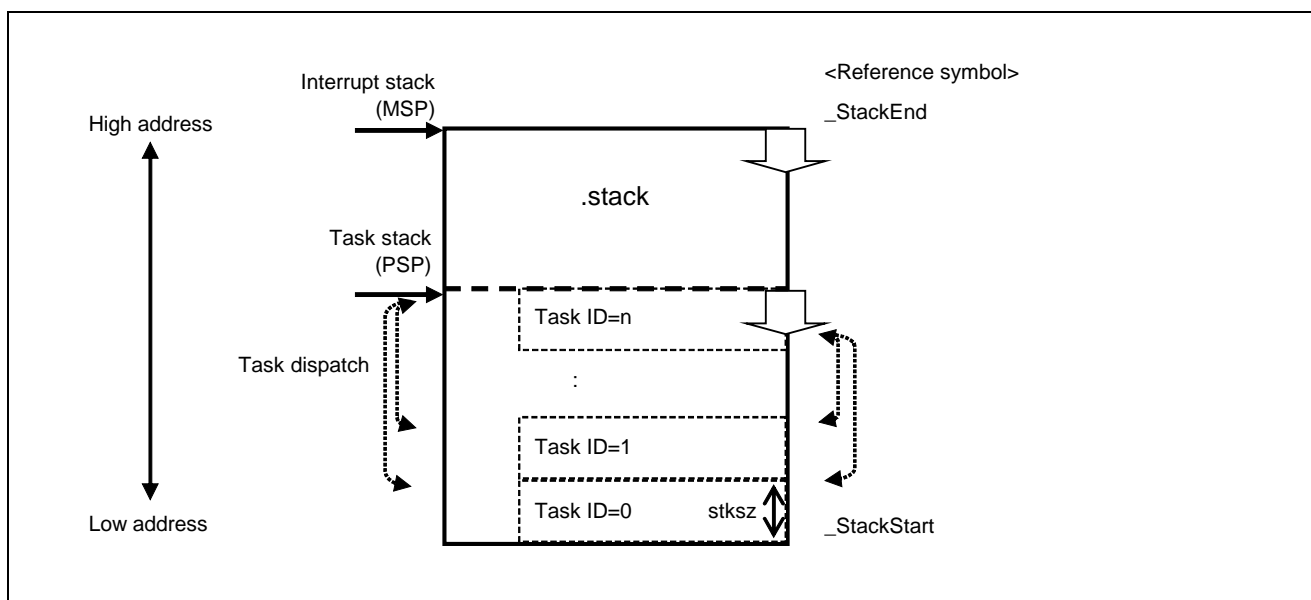 <Reference symbol>
Interrupt stack
(MSP)
_StackEnd
High address
.stack
Task stack
(PSP)
Task ID=n
Task dispatch
:
Task ID=1
Task ID=0
stksz
Low address
_StackStart